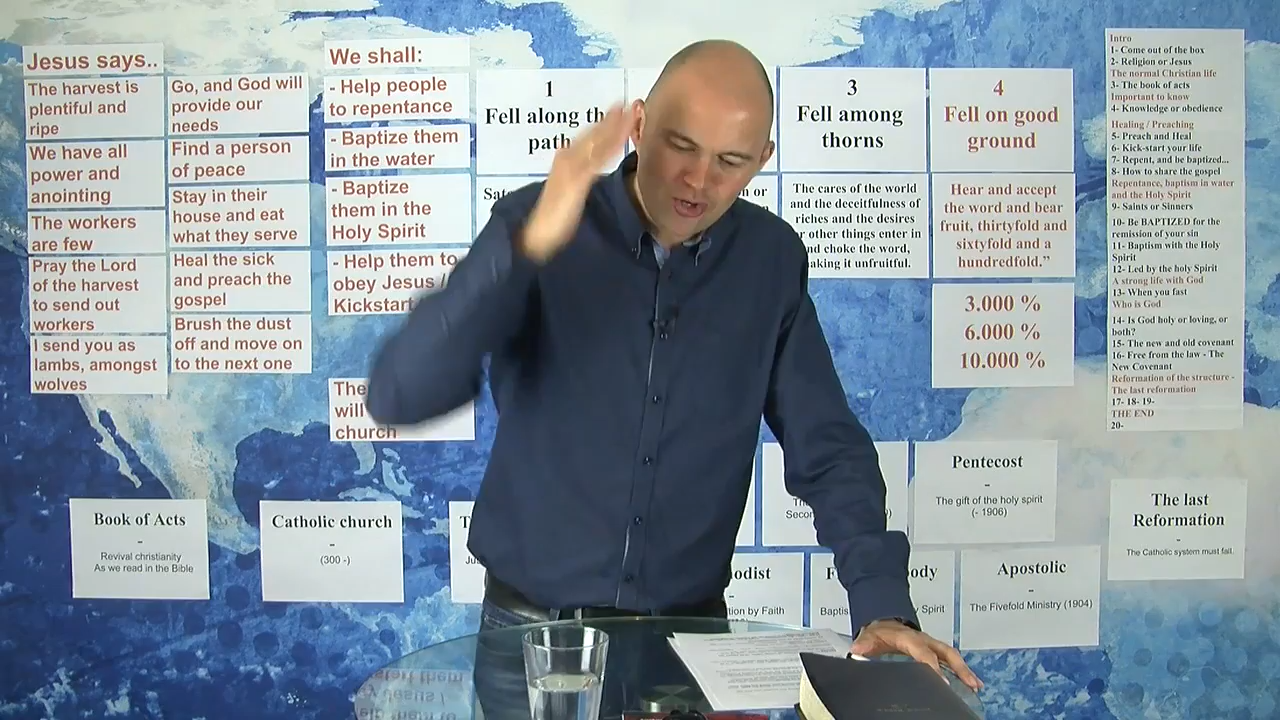 Jesus says..
The harvest is
plentiful and
ripe
We have all
power and
anointing
The workers
are few
Pray the Lord
of the harvest
to send out
workers
I send you as
lambs, amongst
wolves
Go, and God will
provide our
needs
Find a person
of peace
Stay in their
house and eat
what they serve
Heal the sick
and preach the
gospel
Brush the dust
off and move on
to the next one
We shall:
- Help people
to repentance
- Baptize them
in the water
- Baptize
them in the
Holy Spirit
- Help them to
obey Jesus /
Kickstart
The
will
church
1
Fell along th
path
3
Fell among
thorns
The cares of the world
and the deceitfulness of
riches and the desires
r other things enter in
nd choke the word,
aking it unfruitful.
4
Fell on good
ground
Hear and accept
the word and bear
fruit, thirtyfold and
sixtyfold and a
hundredfold.”
3.000 %
6.000 %
10.000 %
Intro
1- Come out of the box
2- Religion or Jesus
The normal Christian life
3- The book of acts
Important to know
4- Knowledge or obedience
Healing / Preaching
5- Preach and Heal
6- Kick-start your life
7- Repent, and be baptized...
8- How to share the gospel
Repentance, baptism in water
and the Holy Spirit
9- Saints or Sinners
10- Be BAPTIZED for the
remission of your sin
11- Baptism with the Holy
Spirit
12- Led by the holy Spirit
A strong life with God
13- When you fast
Who is God
14- Is God holy or loving, or
both?
15- The new and old covenant
16- Free from the law - The
New Covenant
Reformation of the structure -
The last reformation
17- 18- 19-
THE END
20-
Book of Acts
-
Revival christianity
As we read in the Bible
Catholic church
-
(300 -)
Pentecost
-
The gift of the holy spirit
(- 1906)
odist
-
tion by Faith
ody
Baptis
Spirit
Apostolic
-
The Fivefold Ministry (1904)
The last
Reformation
-
The Catholic system must fall.